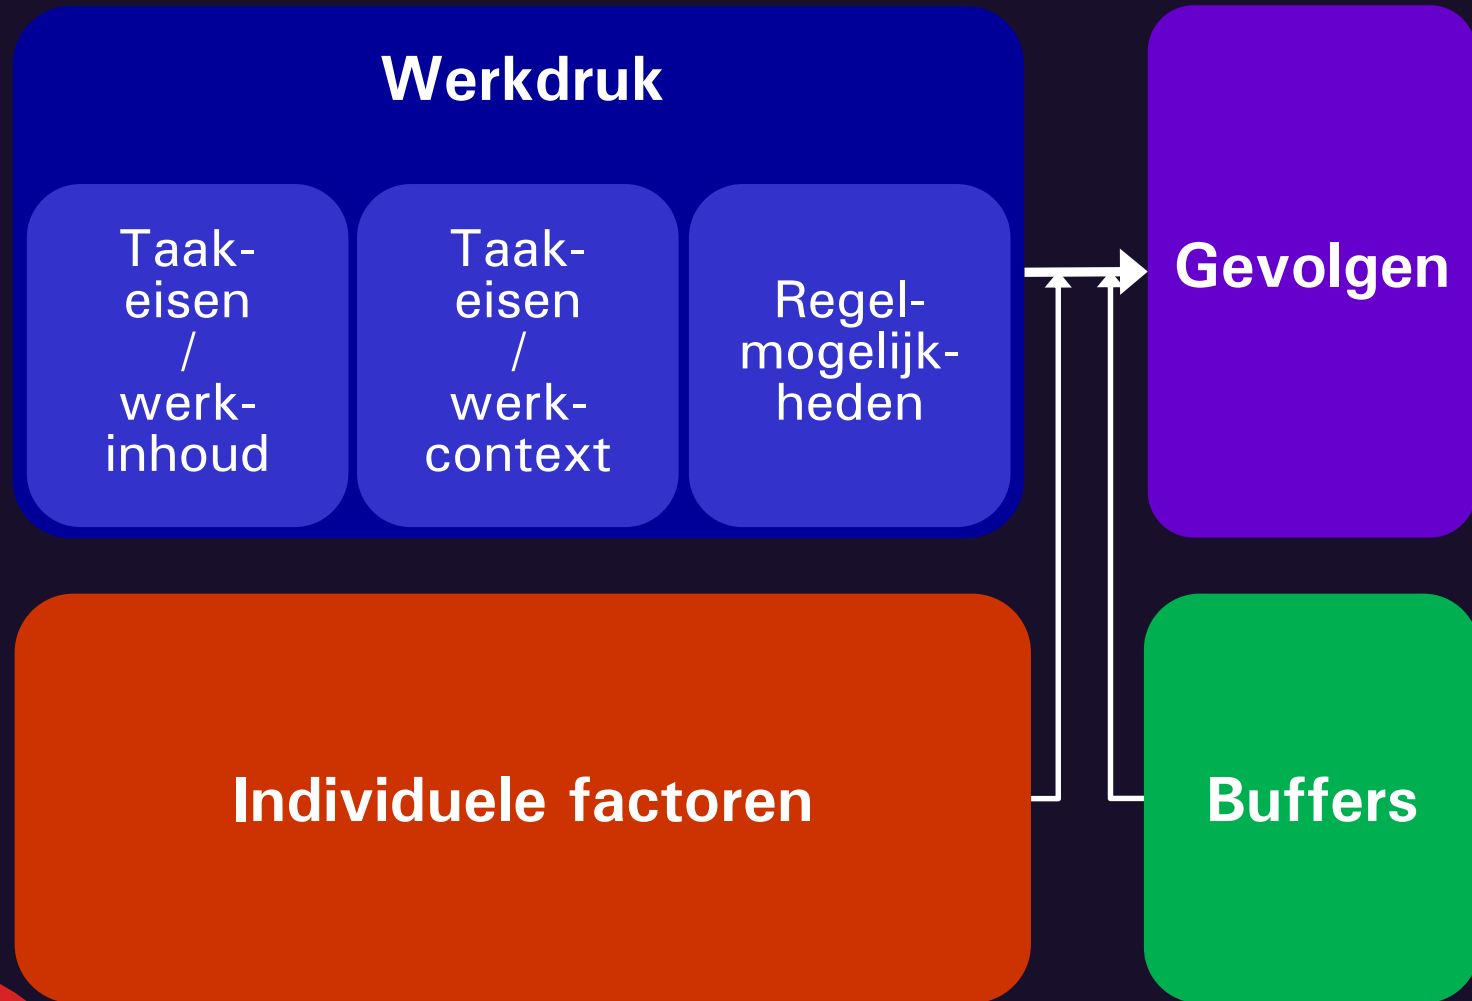 Werkdruk
Taak-
eisen
/
werk-
inhoud
Taak-
eisen
/
werk-
context
Regel-
mogelijk-
heden
Gevolgen
Individuele factoren
Buffers